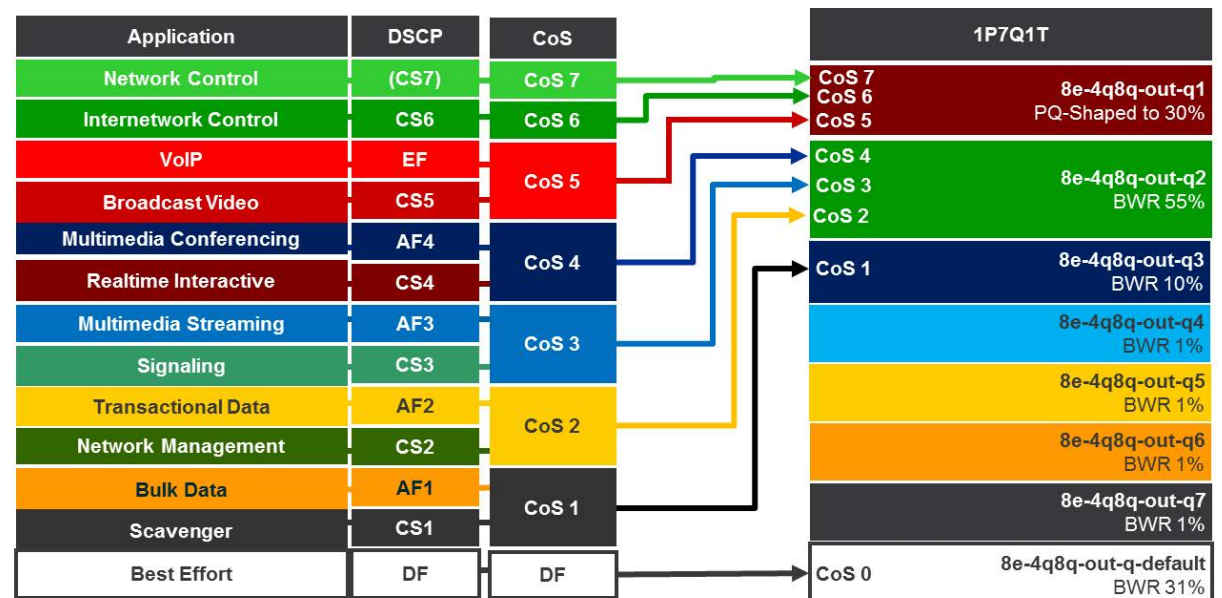 Application DSCP CoS 1P7Q1T
Network Control (CS7) CoS 7
Internetwork Control CS6 CoS 6
VoIP EF
CoS 5
Broadcast Video CS5
Multimedia Conferencing AF4
CoS 4
Realtime Interactive CS4
Multimedia Streaming AF3
CoS 3
Signaling CS3
Transactional Data AF2
CoS 2
Network Management CS2
Bulk Data AF1
CoS 1
Scavenger CS1
Best Effort DF DF
CoS 7
CoS 6 8e-4q8q-out-q1
CoS 5 PQ-Shaped to 30%
CoS 4
CoS 3 8e-4q8q-out-q2
BWR 55%
CoS 2
CoS 1 8e-4q8q-out-q3
BWR 10%
8e-4q8q-out-q4
BWR 1%
8e-4q8q-out-q5
BWR 1%
8e-4q8q-out-q6
BWR 1%
8e-4q8q-out-q7
BWR 1%
CoS 0 8e-4q8q-out-q-default
BWR 31%